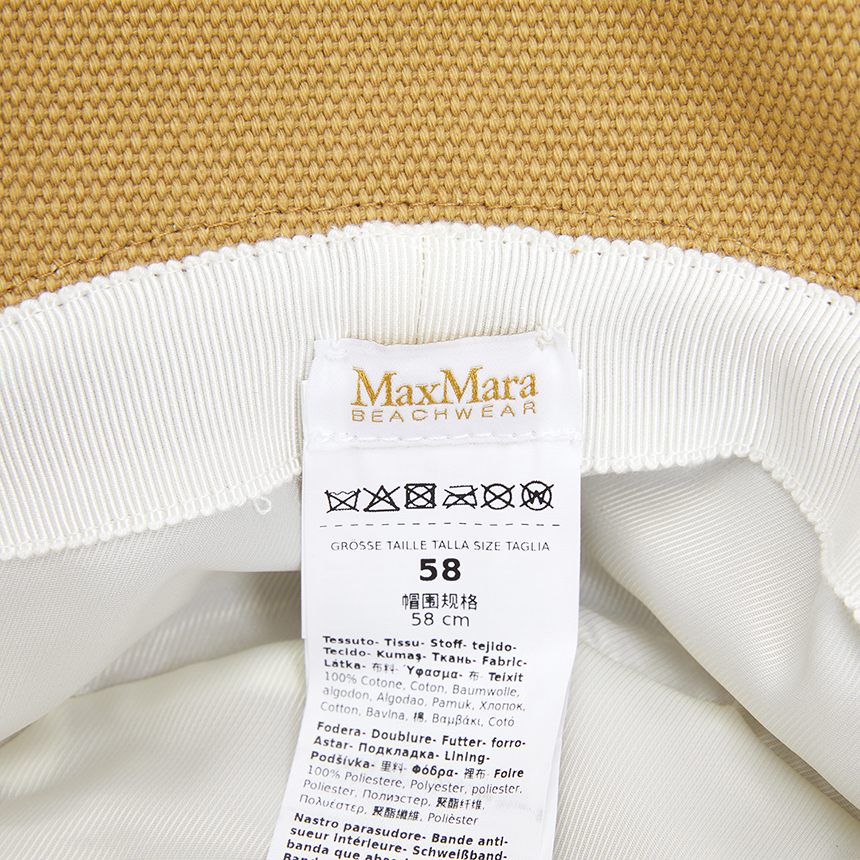 MaxMara
BEACHWEAR
GRÖSSE TAILLE TALLA SIZE TAGLIA
58
帽围规格
58 cm
Tessuto- Tissu- Stoff- tejido-
Tecido- Kumaş- Ткань- Fabric-
Látka- 布料- Ύφασμα- 布- Teixit
100% Cotone, Coton, Baumwolle,
algodon, Algodao, Pamuk, Хлопок,
Cotton, Bavlna, 棉, Βαμβάκι, Cotó
Fodera- Doublure- Futter- forro-
Astar- Подкладка- Lining-
Podšívka- 里料- Φόδρα- 裡布- Folre
100% Poliestere, Polyester, poliester,
Poliester, Полиэстер, 聚酯纤维,
Πολυέστερ, 聚酯纖維, Polièster
Nastro parasudore- Bande anti-
sueur intérieure- Schweißband-
banda que